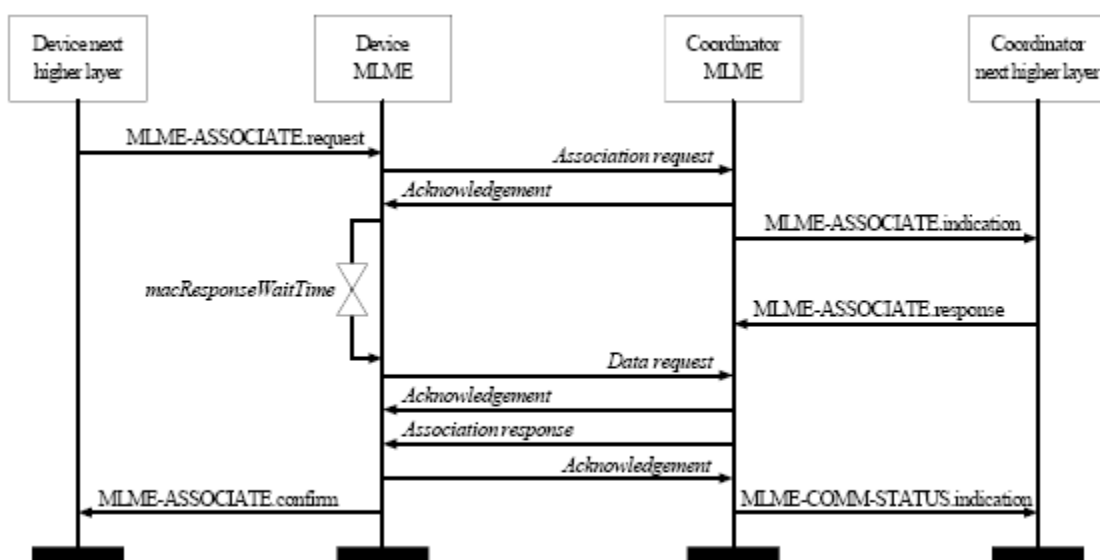 Device next
higher layer
Device
MLME
Coordinator
MLME
Coordinator
next higher layer
MLME-ASSOCIATE.request
Association request
Acknowledgement
MLME-ASSOCIATE.indication
macResponseWaitTime
MLME-ASSOCIATE.response
Data request
Acknowledgement
Association response
Acknowledgement
MLME-ASSOCIATE.confirm
MLME-COMM-STATUS.indication